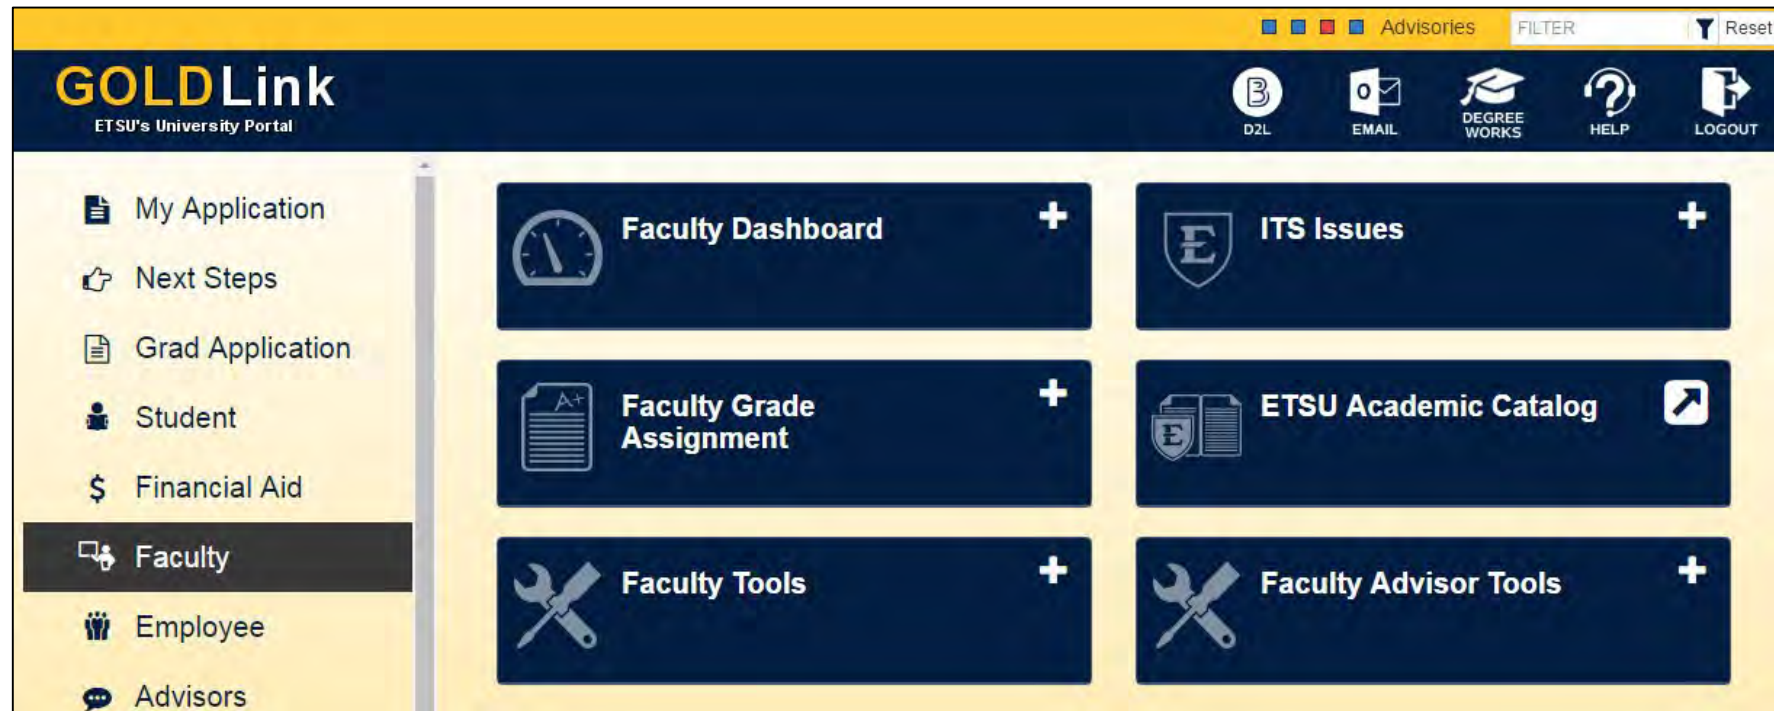 Advisories FILTER Reset
GOLDLink
ETSU's University Portal
B
D2L
O
EMAIL
DEGREE
WORKS
?
HELP
LOGOUT
My Application
Next Steps
Grad Application
Student
$ Financial Aid
Faculty
Employee
Advisors
Faculty Dashboard
E
ITS Issues
A+
Faculty Grade
Assignment
E
ETSU Academic Catalog
Faculty Tools
Faculty Advisor Tools